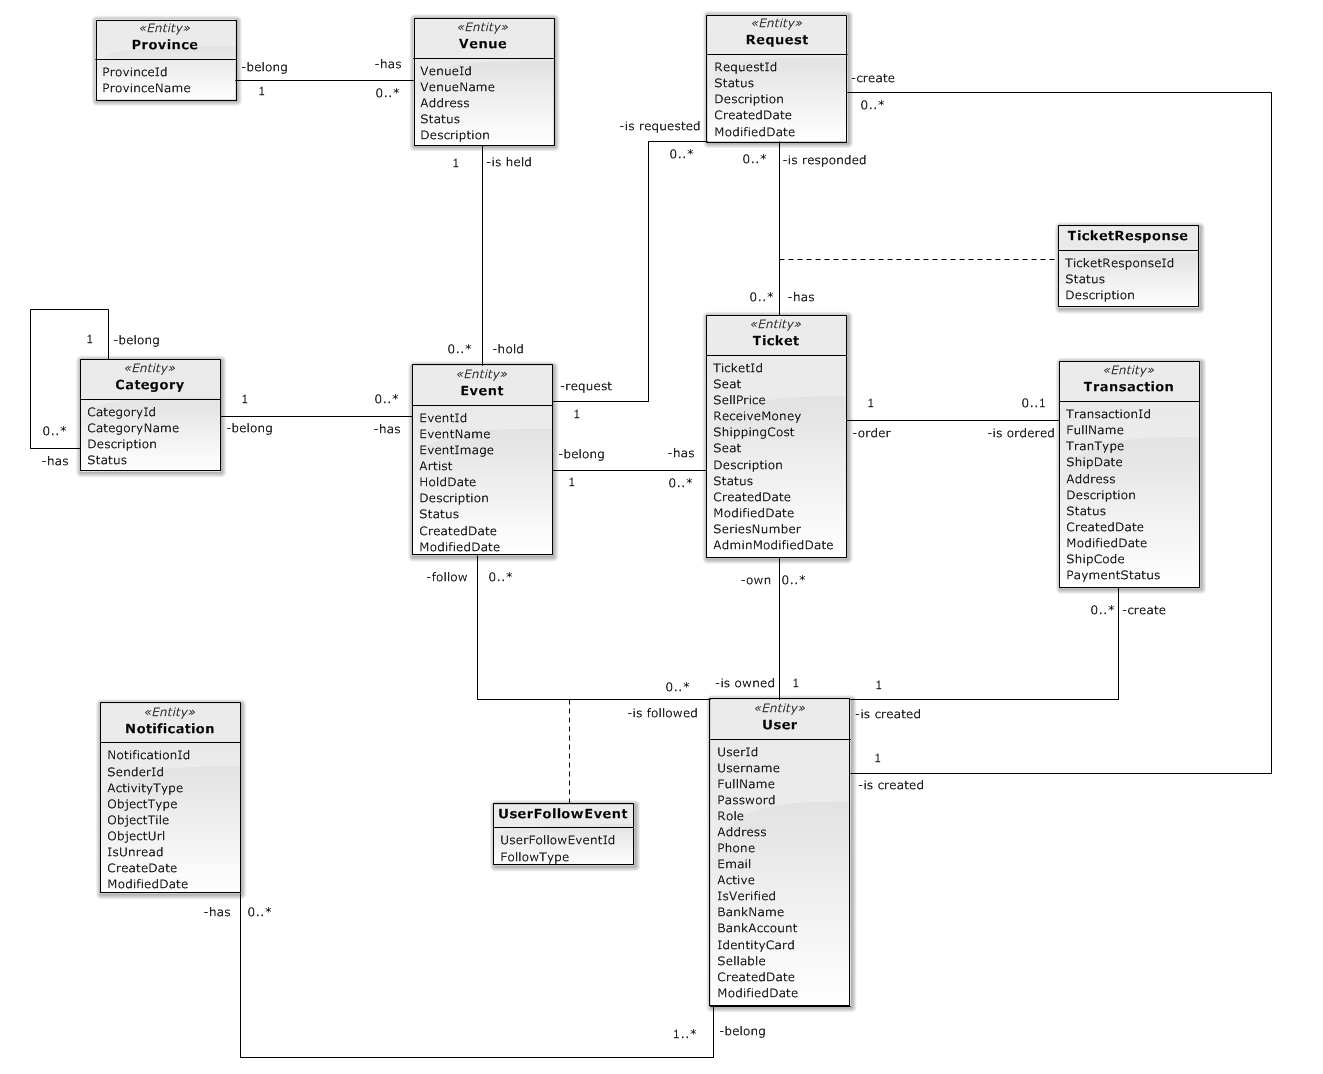 «Entity»
Province
ProvinceId
ProvinceName
-belong
1
-has
0..*
«Entity»
Venue
VenueId
VenueName
Address
Status
Description
1
-is held
«Entity»
Request
RequestId
Status
Description
CreatedDate
ModifiedDate
-create
0..*
-is requested
0..*
0..*
-is responded
TicketResponse
TicketResponseId
Status
Description
0..*
-has
1
-belong
«Entity»
Category
CategoryId
CategoryName
Description
Status
0..*
-has
1
-belong
0..*
-has
0..*
-hold
«Entity»
Event
EventId
EventName
EventImage
Artist
HoldDate
Description
Status
CreatedDate
ModifiedDate
-request
1
-belong
1
-has
0..*
«Entity»
Ticket
TicketId
Seat
SellPrice
ReceiveMoney
ShippingCost
Seat
Description
Status
CreatedDate
ModifiedDate
SeriesNumber
AdminModifiedDate
1
-order
0..1
-is ordered
«Entity»
Transaction
TransactionId
FullName
TranType
ShipDate
Address
Description
Status
CreatedDate
ModifiedDate
ShipCode
PaymentStatus
0..*
-create
-follow
0..*
-own
0..*
0..*
-is followed
-is owned
1
1
-is created
1
-is created
«Entity»
Notification
NotificationId
SenderId
ActivityType
ObjectType
ObjectTile
ObjectUrl
IsUnread
CreateDate
ModifiedDate
-has
0..*
UserFollowEvent
UserFollowEventId
FollowType
«Entity»
User
UserId
Username
FullName
Password
Role
Address
Phone
Email
Active
IsVerified
BankName
BankAccount
IdentityCard
Sellable
CreatedDate
ModifiedDate
1..*
-belong